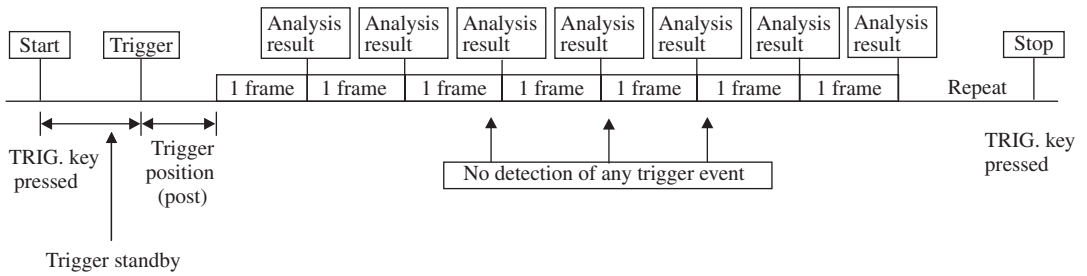 Start
Trigger
Analysis
result
Analysis
result
Analysis
result
Analysis
result
Analysis
result
Analysis
result
Analysis
result
Stop
1 frame
1 frame
1 frame
1 frame
1 frame
1 frame
1 frame
Repeat
TRIG. key
pressed
Trigger
position
(post)
No detection of any trigger event
TRIG. key
pressed
Trigger standby